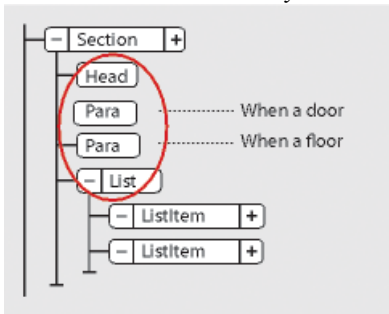 − Section +
Head
Para When a door
Para When a floor
− List
− ListItem +
− ListItem +